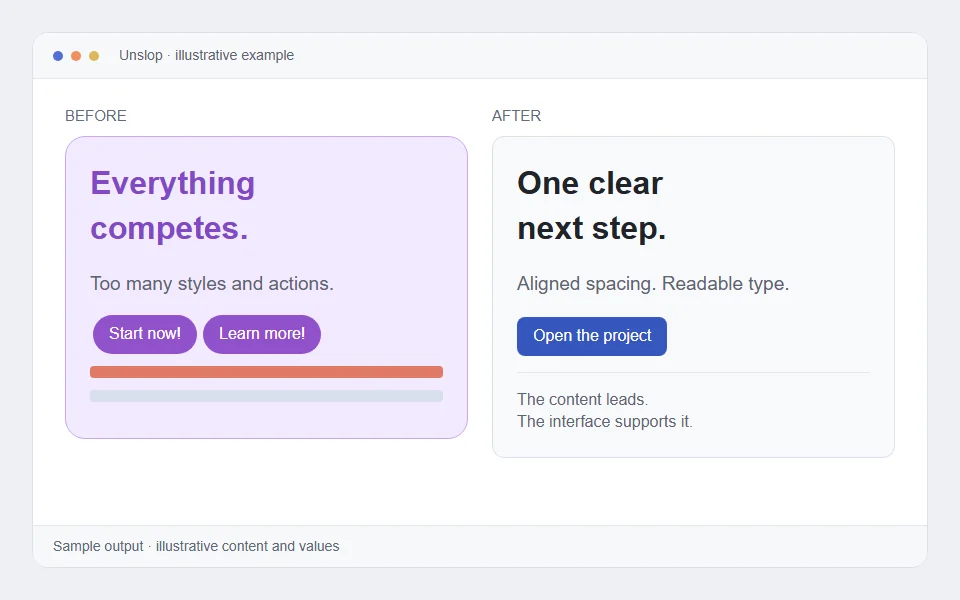 Unslop · illustrative example
BEFORE
Everything
competes.
Too many styles and actions.
Start now!
Learn more!
AFTER
One clear
next step.
Aligned spacing. Readable type.
Open the project
The content leads.
The interface supports it.
Sample output · illustrative content and values